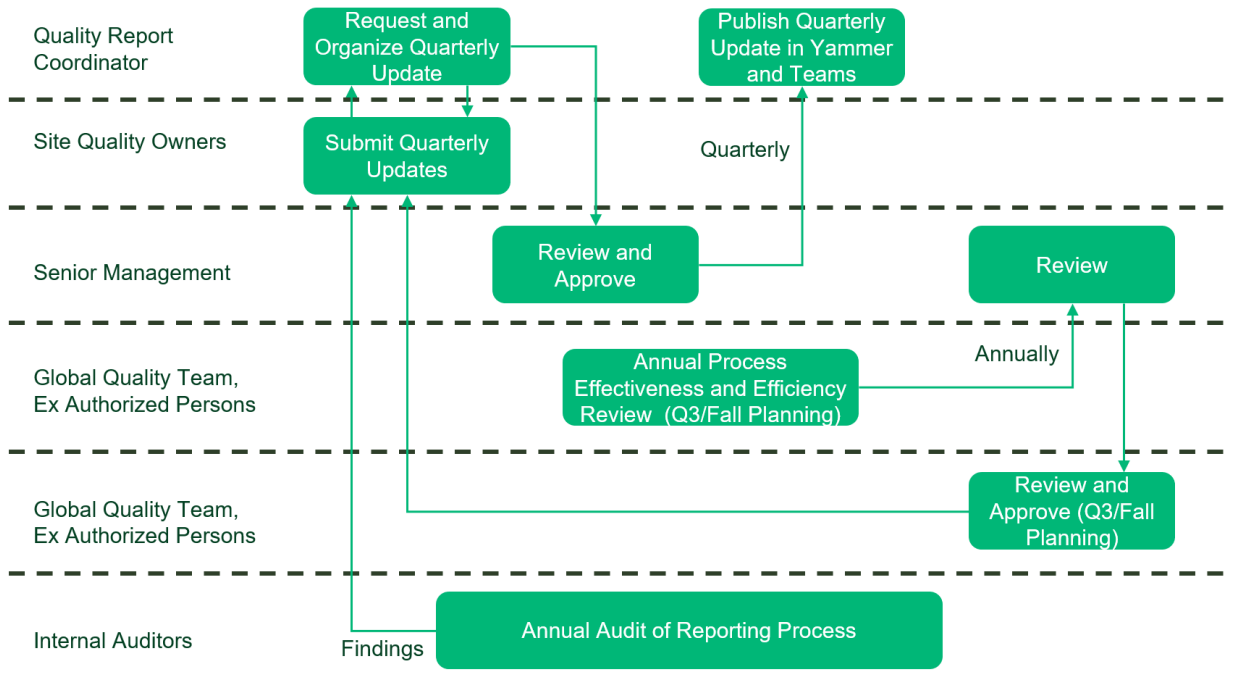 Quality Report
Coordinator
Request and
Organize Quarterly
Update
Publish Quarterly
Update in Yammer
and Teams
Site Quality Owners
Submit Quarterly
Updates
Quarterly
Senior Management
Review and
Approve
Review
Global Quality Team,
Ex Authorized Persons
Annual Process
Effectiveness and Efficiency
Review (Q3/Fall Planning)
Annually
Global Quality Team,
Ex Authorized Persons
Review and
Approve (Q3/Fall
Planning)
Internal Auditors
Findings
Annual Audit of Reporting Process